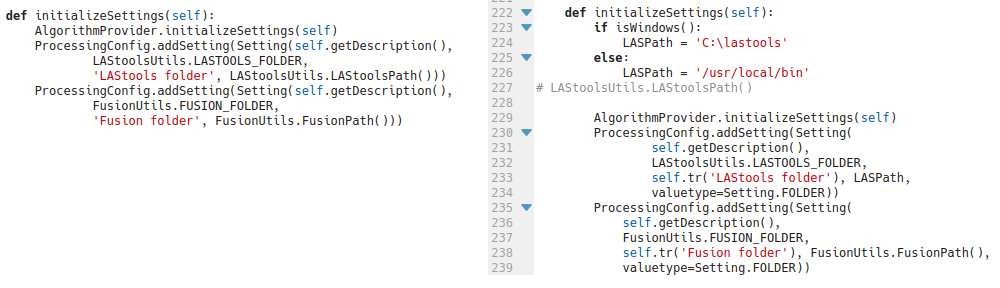 def initializeSettings(self):
    AlgorithmProvider.initializeSettings(self)
    ProcessingConfig.addSetting(Setting(self.getDescription(),
            LAStoolsUtils.LASTOOLS_FOLDER,
            'LAStools folder', LAStoolsUtils.LAStoolsPath()))
    ProcessingConfig.addSetting(Setting(self.getDescription(),
            FusionUtils.FUSION_FOLDER,
            'Fusion folder', FusionUtils.FusionPath()))
222     def initializeSettings(self):
223         if isWindows():
224             LASPath = 'C:\lastools'
225         else:
226             LASPath = '/usr/local/bin'
227 # LAStoolsUtils.LAStoolsPath()
228
229         AlgorithmProvider.initializeSettings(self)
230         ProcessingConfig.addSetting(Setting(
231                 self.getDescription(),
232                 LAStoolsUtils.LASTOOLS_FOLDER,
233                 self.tr('LAStools folder'), LASPath,
234                 valuetype=Setting.FOLDER))
235         ProcessingConfig.addSetting(Setting(
236             self.getDescription(),
237             FusionUtils.FUSION_FOLDER,
238             self.tr('Fusion folder'), FusionUtils.FusionPath(),
239             valuetype=Setting.FOLDER))